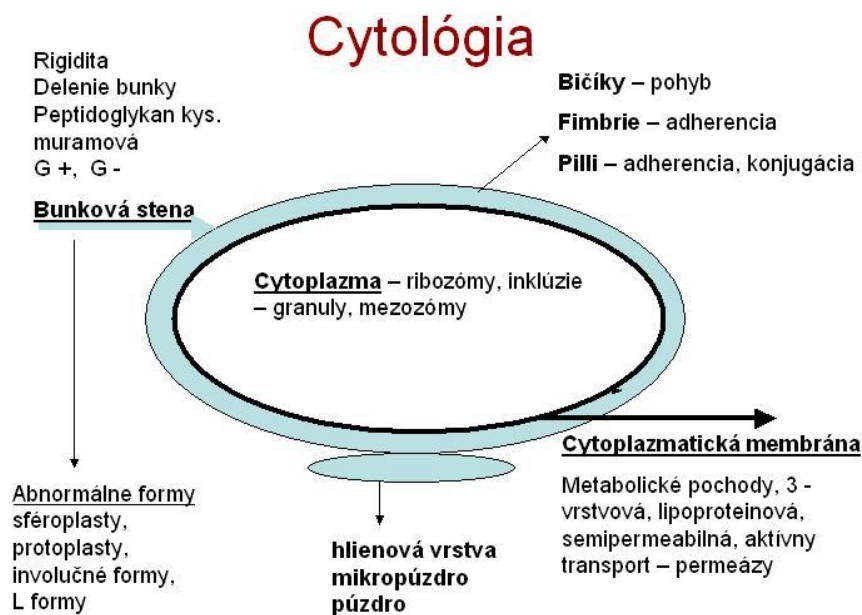 Cytológia
Rigidita
Delenie bunky
Peptidoglykan kys.
muramová
G +, G -
Bunková stena
Bičíky – pohyb
Fimbrie – adherencia
Pilli – adherencia, konjugácia
Cytoplazma – ribozómy, inklúzie
– granuly, mezozómy
Cytoplazmatická membrána
Metabolické pochody, 3 -
vrstvová, lipoproteinová,
semipermeabilná, aktívny
transport – permeázy
Abnormálne formy
sféroplasty,
protoplasty,
involučné formy,
L formy
hlienová vrstva
mikropúzdro
púzdro